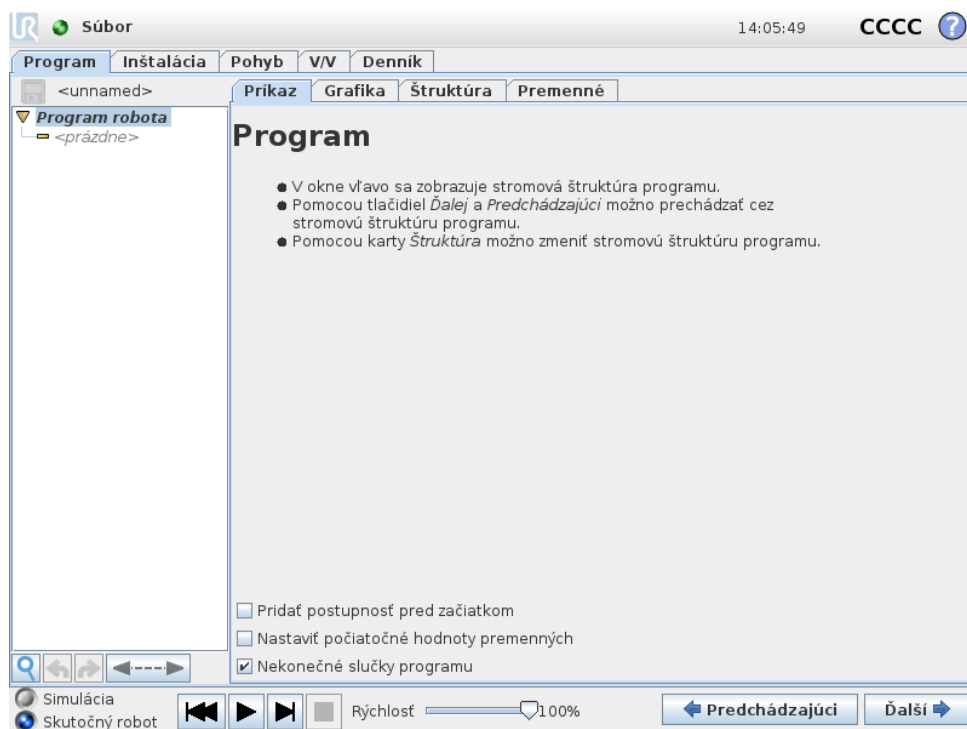 Súbor
14:05:49
CCCC
?
Program Inštalácia Pohyb V/V Denník
<unnamed>
Príkaz Grafika Štruktúra Premenné
Program robota
<prázdne>
Program
V okne vľavo sa zobrazuje stromová štruktúra programu.
Pomocou tlačidiel Ďalej a Predchádzajúci možno prechádzať cez
stromovú štruktúru programu.
Pomocou karty Štruktúra možno zmeniť stromovú štruktúru programu.
Pridať postupnosť pred začiatkom
Nastaviť počiatočné hodnoty premenných
Nekonečné slučky programu
Simulácia
Skutočný robot
Rýchlosť
100%
Predchádzajúci
Ďalší